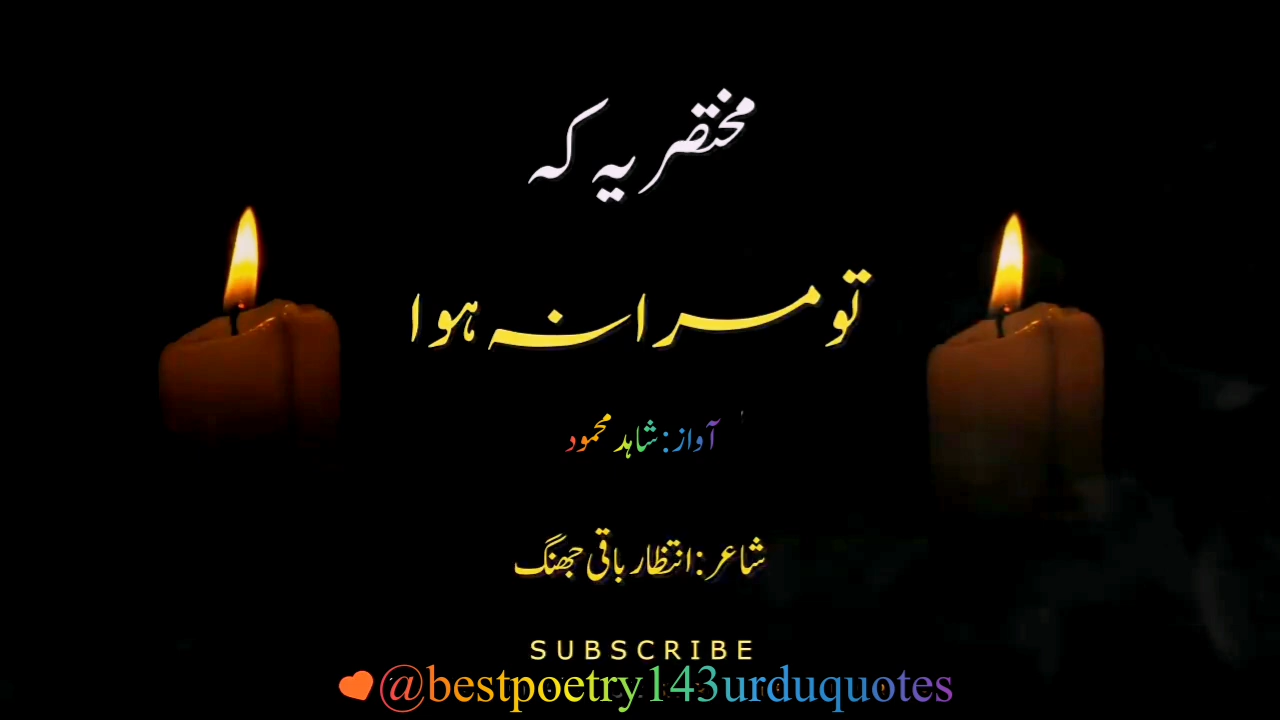 مختصر یہ کہ
تو مرا نہ ہوا
آواز: شاہد محمود
شاعر: انتظار باقی جھنگ
SUBSCRIBE
@bestpoetry143urduquotes